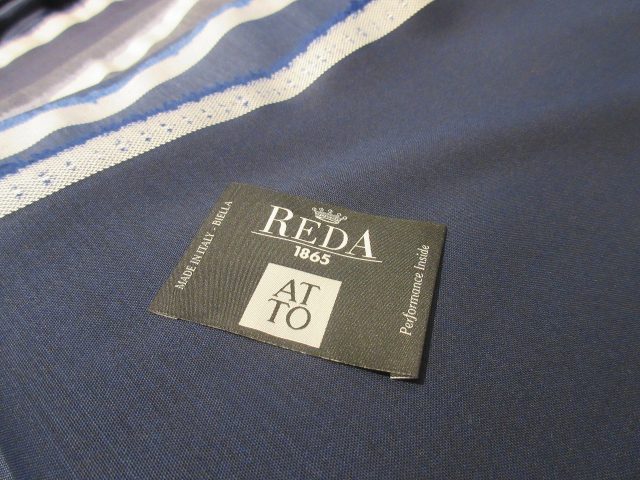 REDA
1865
AT
TO
MADE IN ITALY - BIELLA
Performance Inside